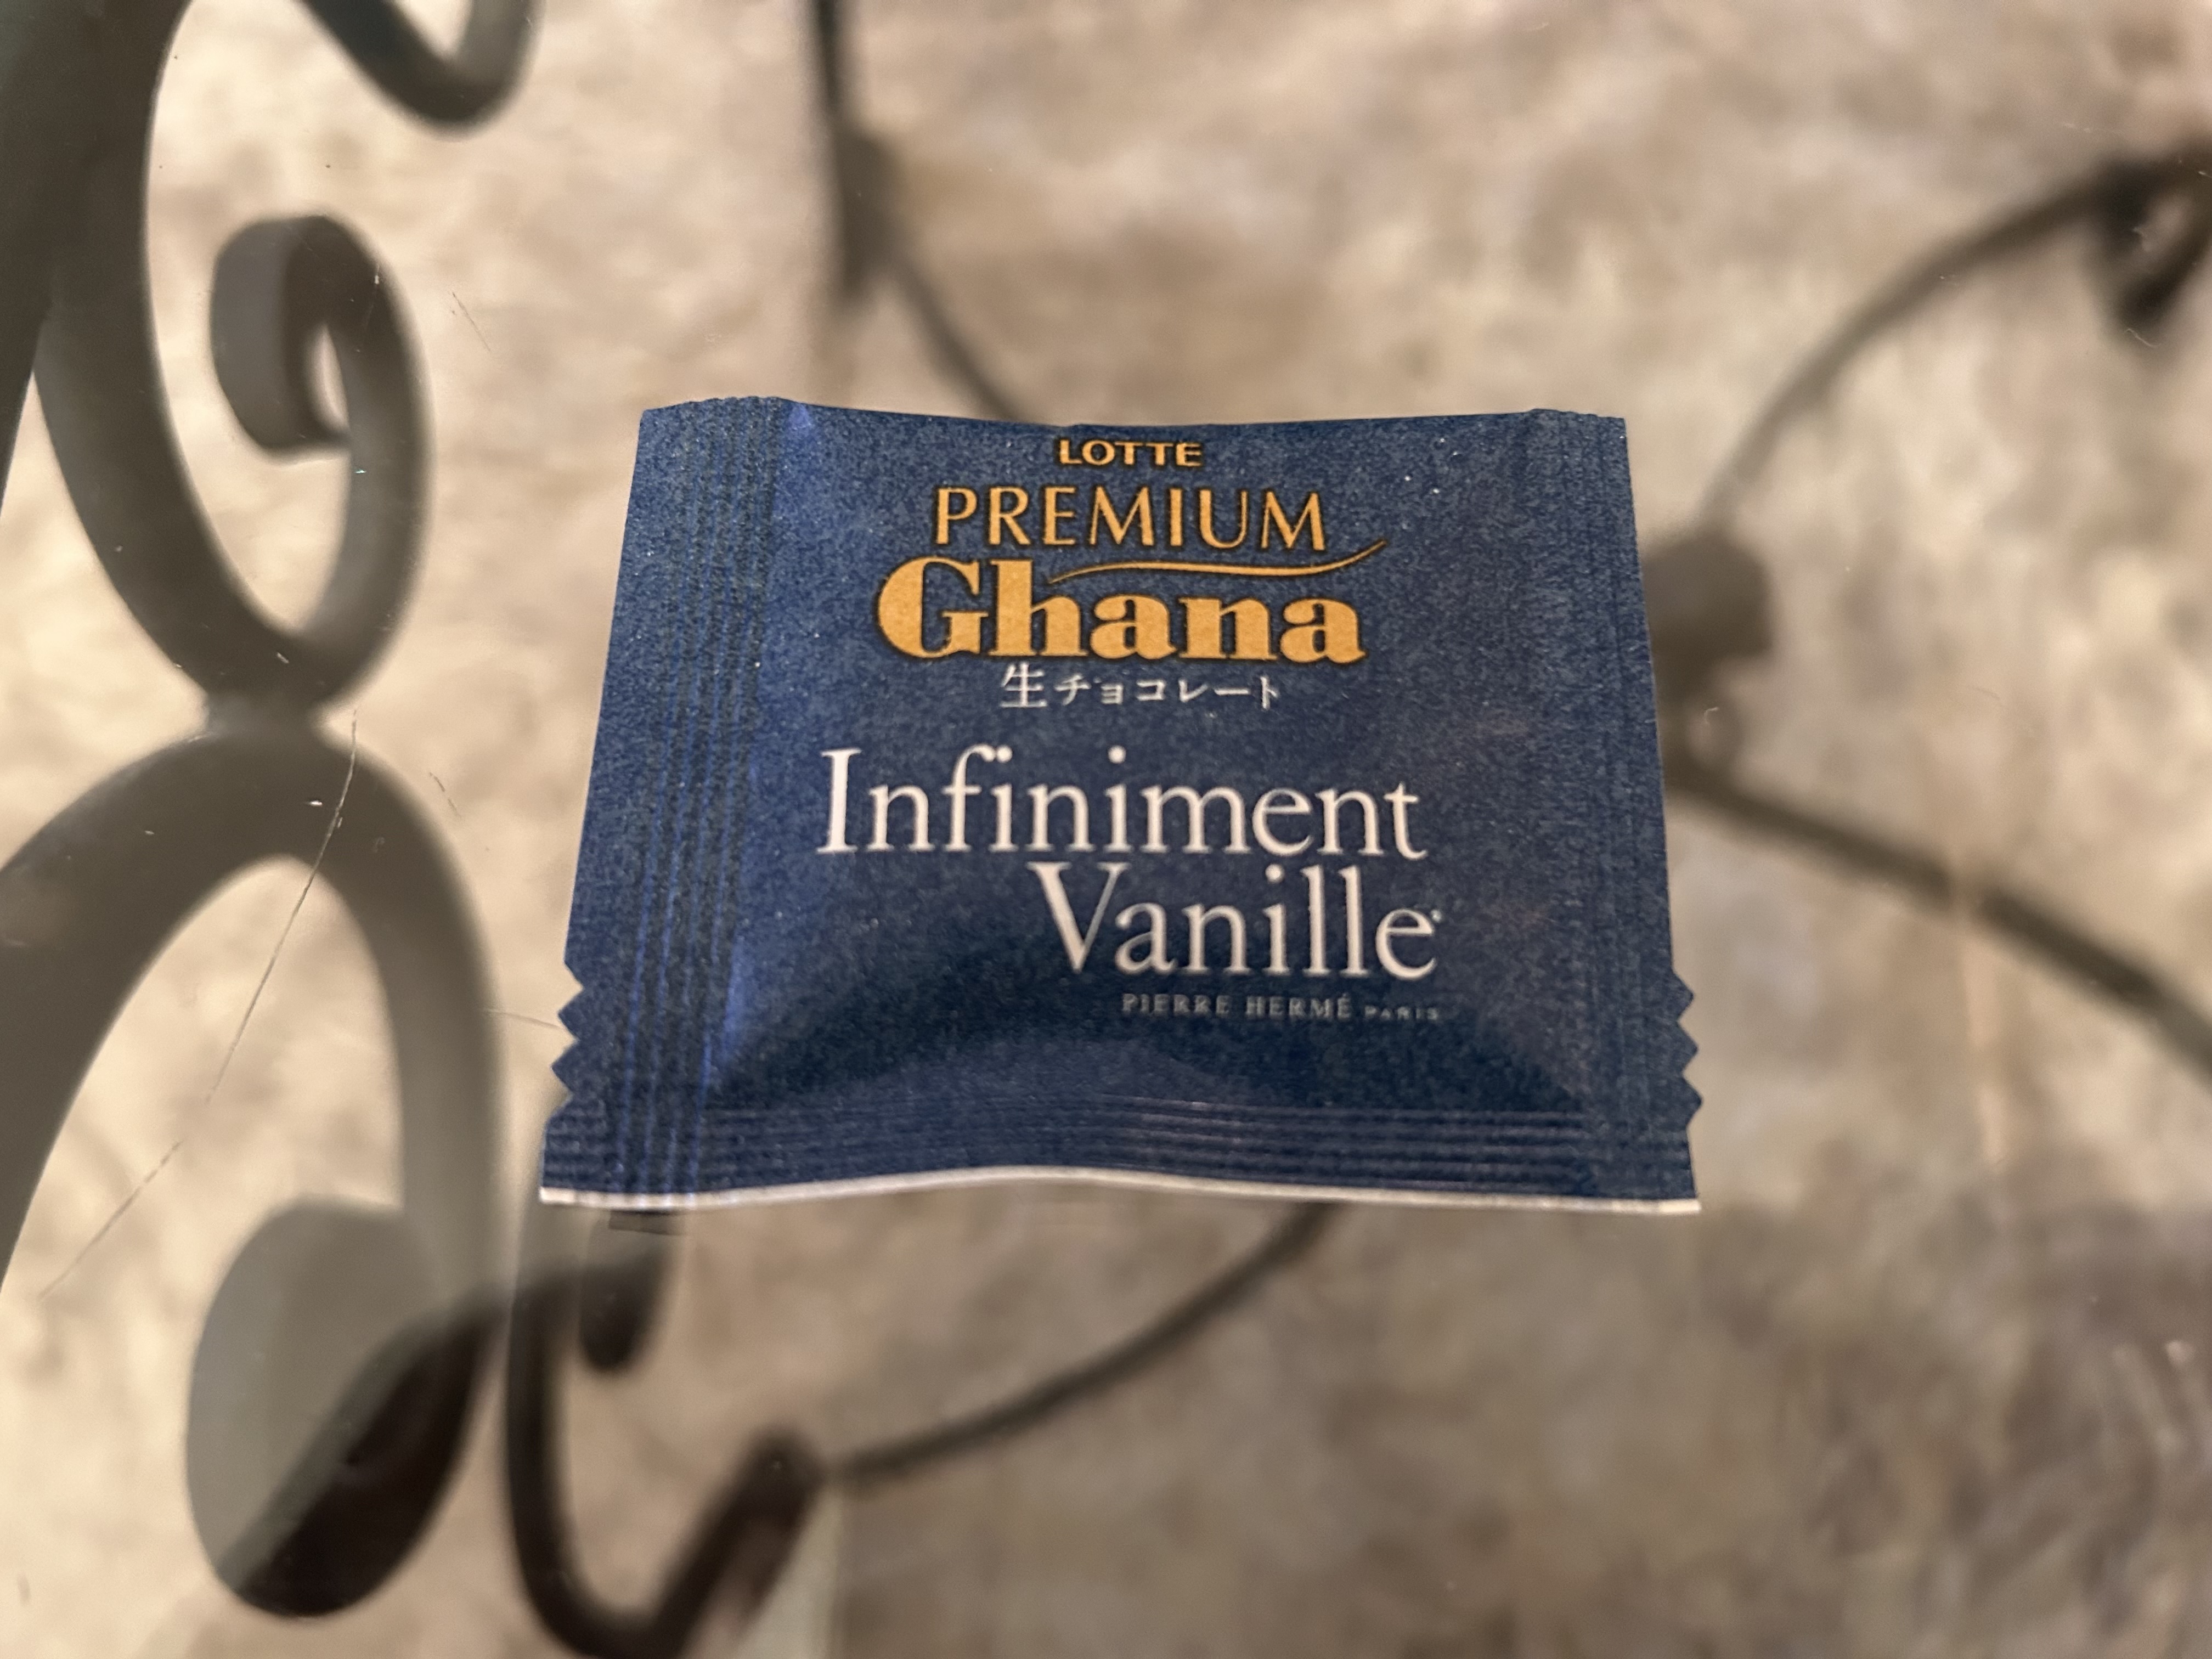 LOTTE
PREMIUM
Ghana
生チョコレート
Infiniment
Vanille
PIERRE HERMÉ PARIS